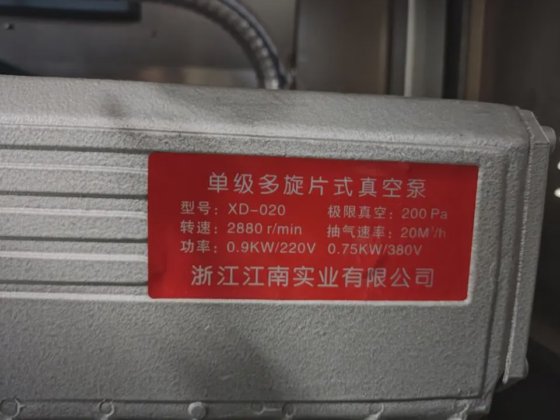 单级多旋片式真空泵
型号: XD-020 极限真空: 200 Pa
转速: 2880 r/min 抽气速率: 20M³/h
功率: 0.9KW/220V 0.75KW/380V
浙江江南实业有限公司